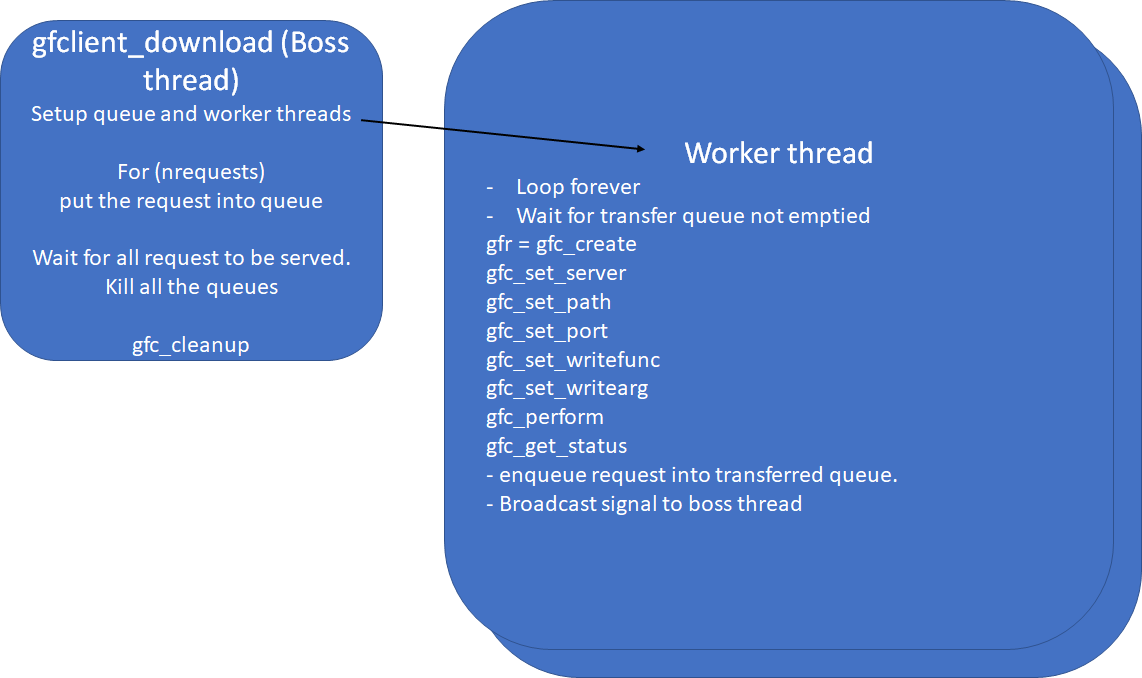 gfclient_download (Boss
thread)
Setup queue and worker threads
For (nrequests)
put the request into queue
Wait for all request to be served.
Kill all the queues
gfc_cleanup
Worker thread
- Loop forever
- Wait for transfer queue not emptied
gfr = gfc_create
gfc_set_server
gfc_set_path
gfc_set_port
gfc_set_writefunc
gfc_set_writearg
gfc_perform
gfc_get_status
- enqueue request into transferred queue.
- Broadcast signal to boss thread